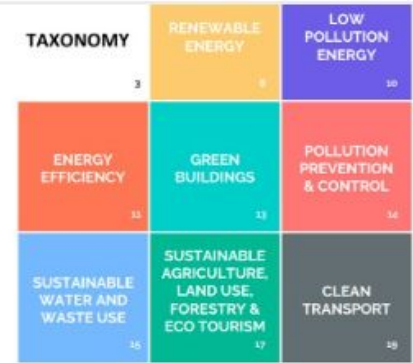 TAXONOMY
3
RENEWABLE
ENERGY
LOW
POLLUTION
ENERGY
10
ENERGY
EFFICIENCY
11
GREEN
BUILDINGS
13
POLLUTION
PREVENTION
& CONTROL
14
SUSTAINABLE
WATER AND
WASTE USE
15
SUSTAINABLE
AGRICULTURE,
LAND USE,
FORESTRY &
ECO TOURISM
17
CLEAN
TRANSPORT
19